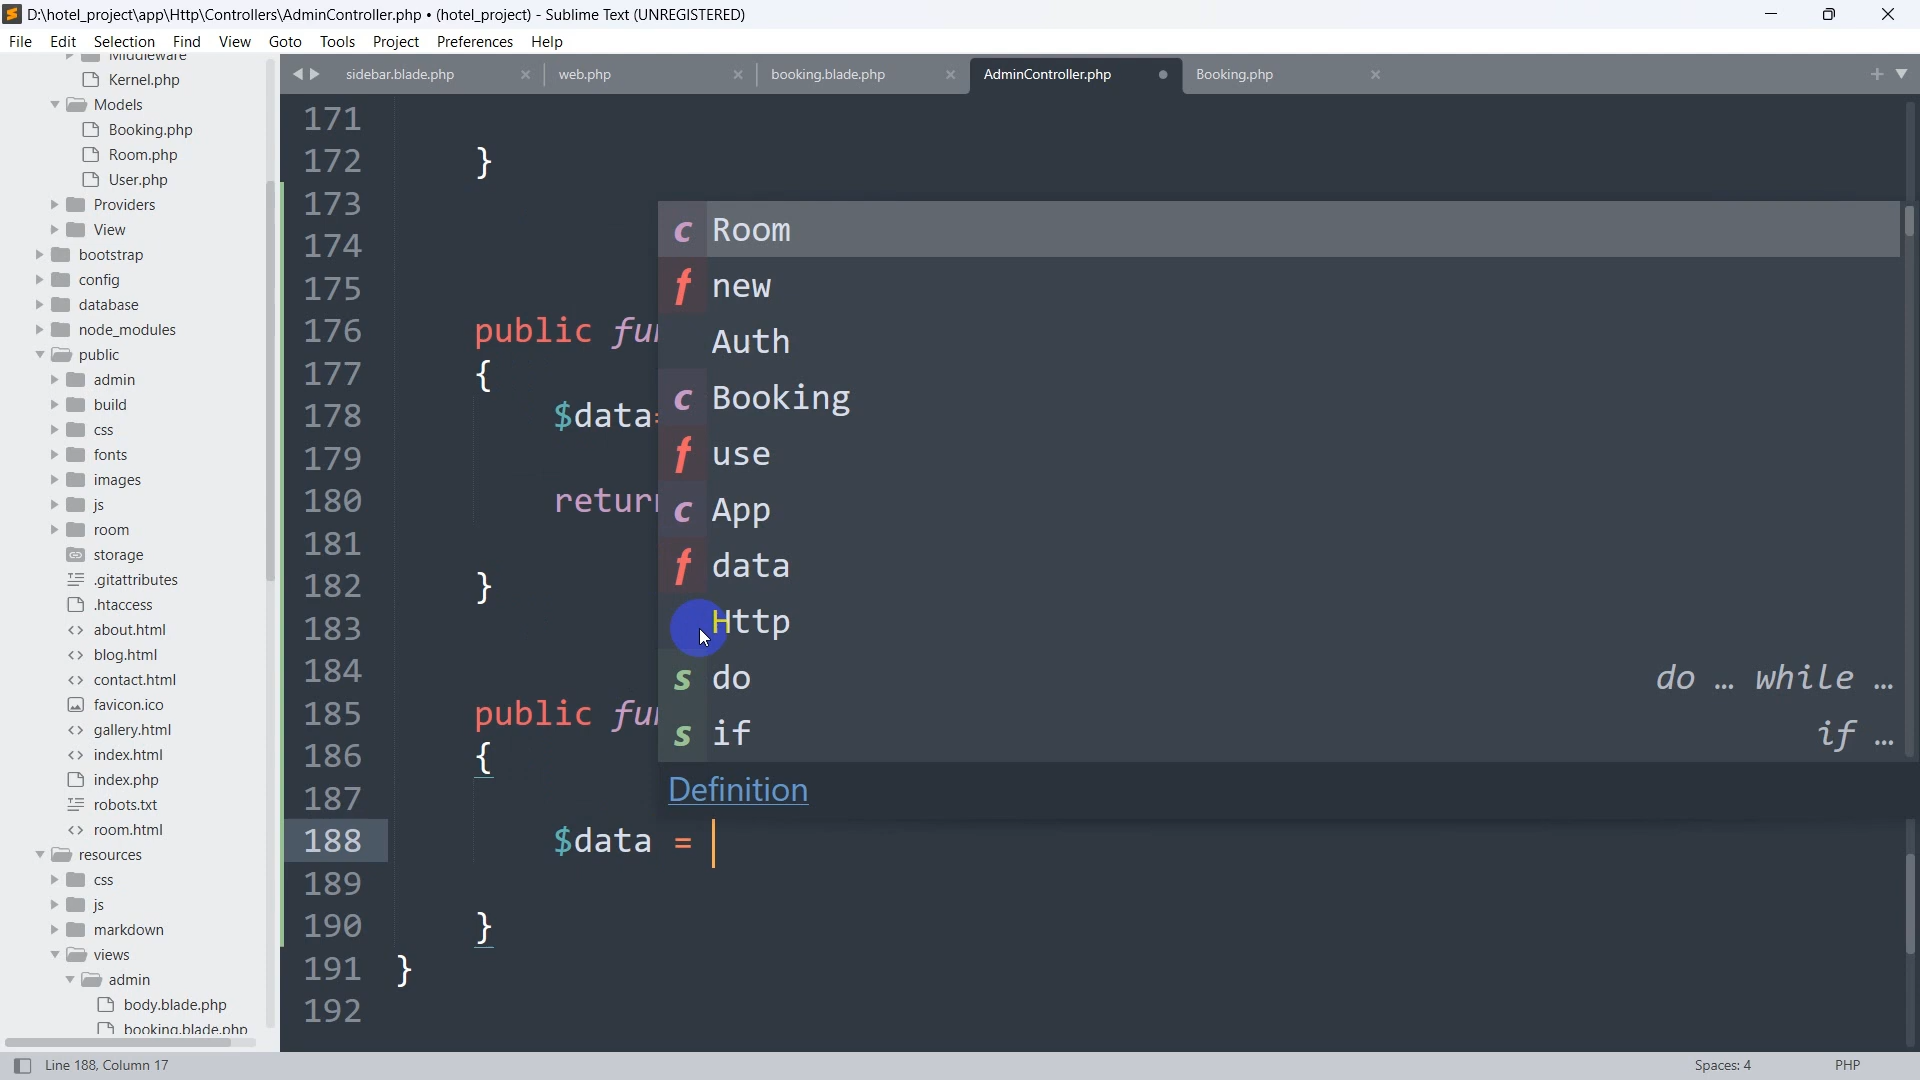 D:\hotel_project\app\Http\Controllers\AdminController.php • (hotel_project) - Sublime Text (UNREGISTERED)
File Edit Selection Find View Goto Tools Project Preferences Help
Middleware
Kernel.php
Models
Booking.php
Room.php
User.php
Providers
View
bootstrap
config
database
node_modules
public
admin
build
css
fonts
images
js
room
storage
.gitattributes
.htaccess
about.html
blog.html
contact.html
favicon.ico
gallery.html
index.html
index.php
robots.txt
room.html
resources
css
js
markdown
views
admin
body.blade.php
booking.blade.php
sidebar.blade.php web.php booking.blade.php AdminController.php Booking.php
171
172 }
173
174
175
176 public fu
177 {
178 $data=
179
180 return
181
182 }
183
184
185 public fu
186 {
187
188 $data =
189
190 }
191 }
192
c Room
f new
Auth
c Booking
f use
c App
f data
Http
s do do … while …
s if if …
Definition
Line 188, Column 17 Spaces: 4 PHP